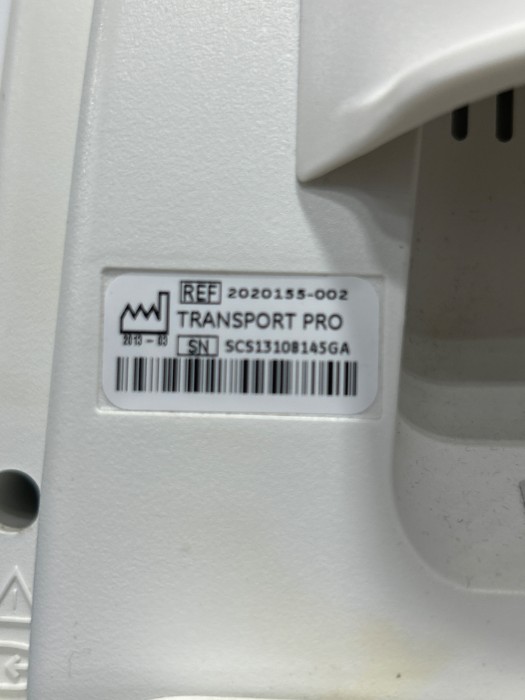 REF 2020155-002
TRANSPORT PRO
2013-03
SN SCS13108145GA